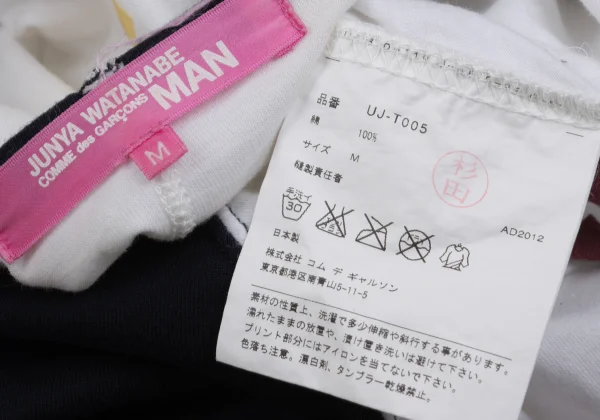 JUNYA WATANABE
COMME des GARÇONS MAN
M
品番 UJ-T005
綿 100%
サイズ M
縫製責任者
杉田
手洗イ
30
AD2012
日本製
株式会社 コム デ ギャルソン
東京都港区南青山5-11-5
素材の性質上、洗濯で多少伸縮や斜行する事があります。
濡れたままの放置や、漬け置き洗いは避けて下さい。
プリント部分にはアイロンを当てないで下さい。
色落ち注意。漂白剤、タンブラー乾燥禁止。